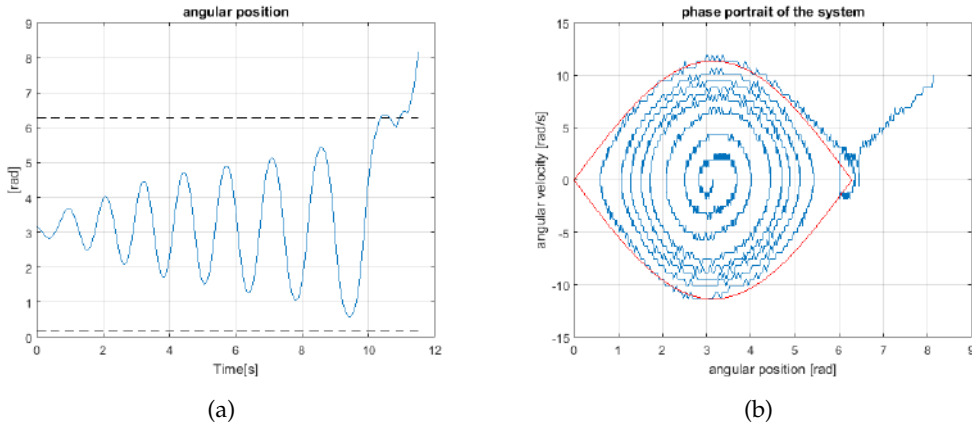 angular position
9
8
7
6
5
4
3
2
1
0
[rad]
0 2 4 6 8 10 12
Time[s]
(a)
phase portrait of the system
15
10
5
0
-5
-10
-15
angular velocity [rad/s]
0 1 2 3 4 5 6 7 8 9
angular position [rad]
(b)